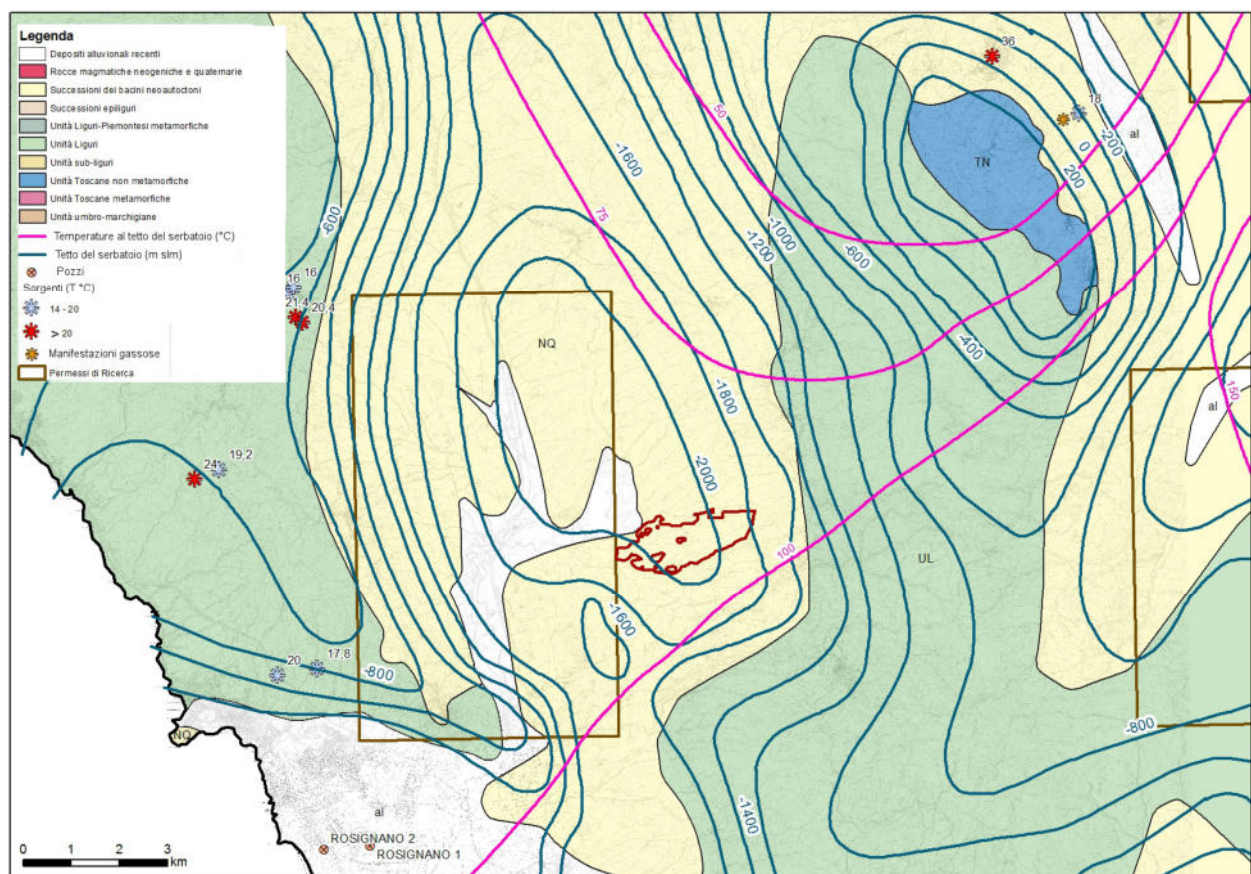 Legenda
Depositi alluvionali recenti
Rocce magmatiche neogeniche e quaternarie
Successioni dei bacini neoautoctoni
Successioni epiliguri
Unità Liguri-Piemontesi metamorfiche
Unità Liguri
Unità sub-liguri
Unità Toscane non metamorfiche
Unità Toscane metamorfiche
Unità umbro-marchigiane
Temperature al tetto del serbatoio (°C)
Tetto del serbatoio (m slm)
Pozzi
Sorgenti (T °C)
14 - 20
> 20
Manifestazioni gassose
Permessi di Ricerca
36
18
50
al
0
-200
-1600
TN
200
75
-600
-1000
-1200
-600
16
16
21,4
20,4
NQ
-400
-1800
150
al
24
19,2
-2000
100
UL
-1600
20
17,8
-800
-800
NQ
al
-1400
ROSIGNANO 2
ROSIGNANO 1
0 1 2 3
km